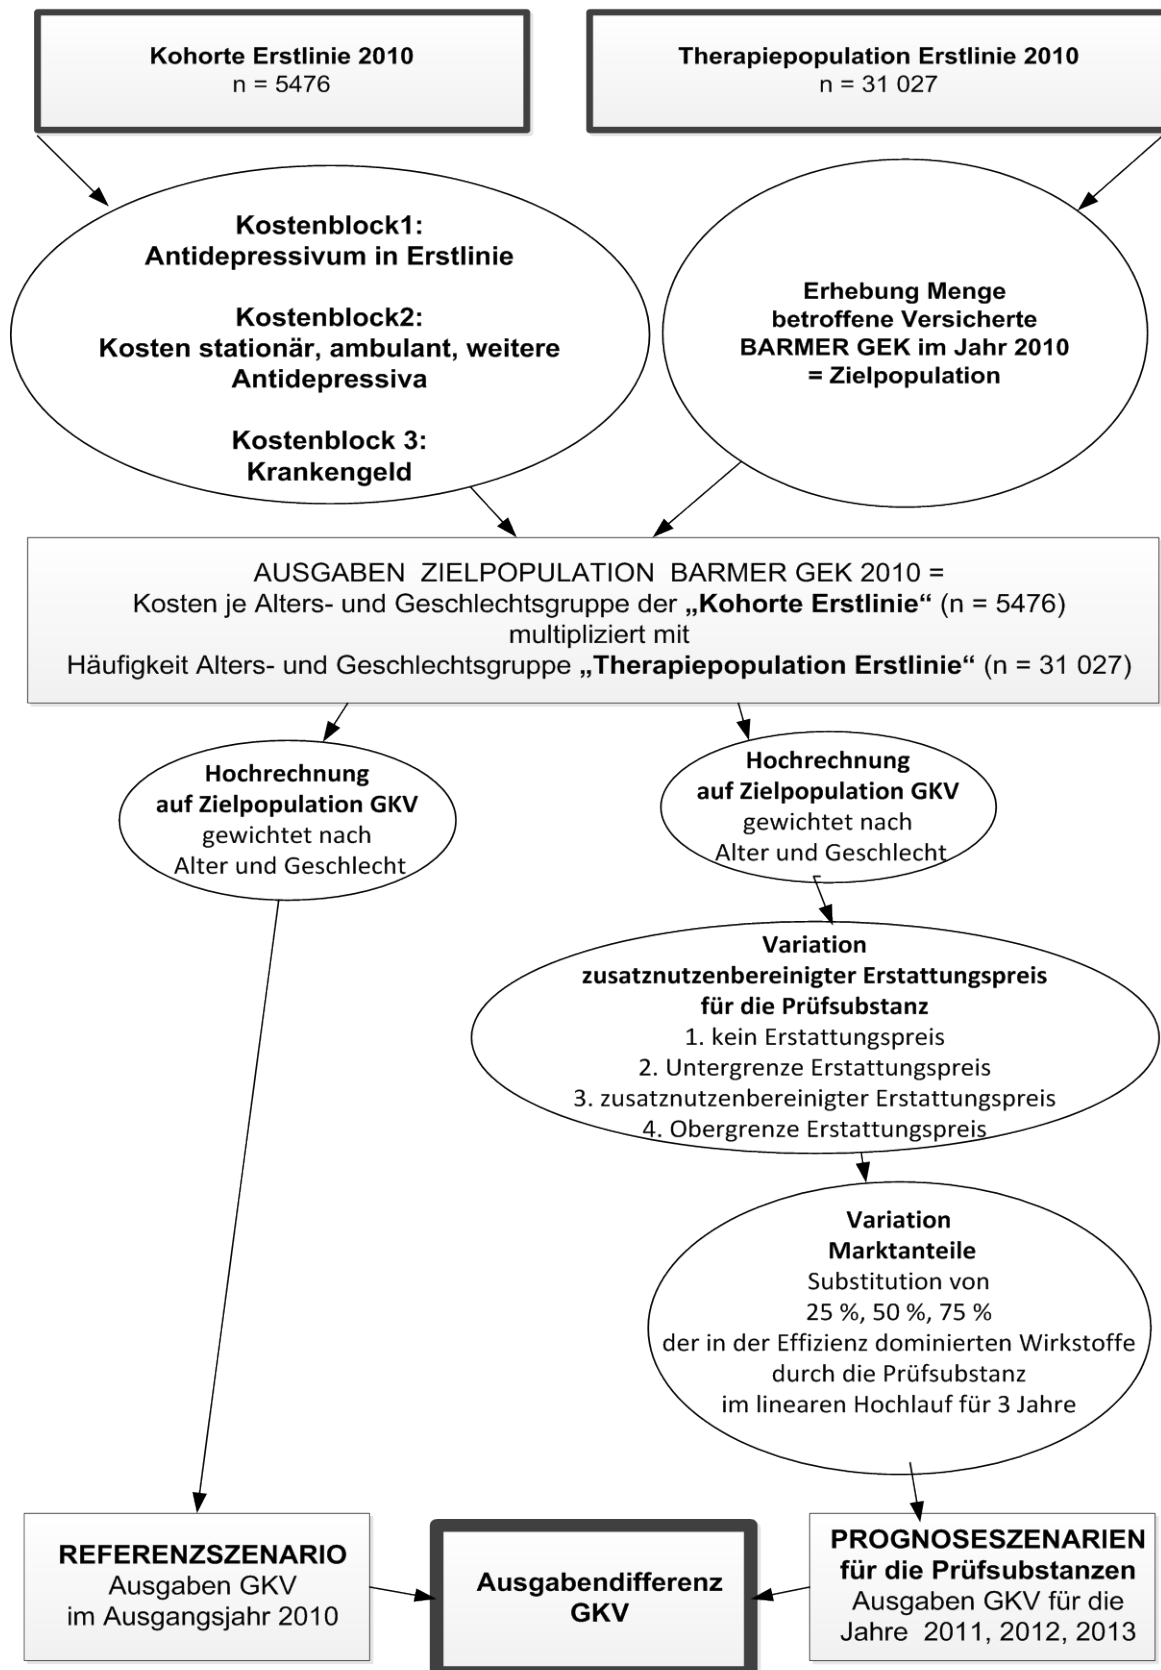 Kohorte Erstlinie 2010
n = 5476
Therapiepopulation Erstlinie 2010
n = 31 027
Kostenblock1:
Antidepressivum in Erstlinie
Kostenblock2:
Kosten stationär, ambulant, weitere
Antidepressiva
Kostenblock 3:
Krankengeld
Erhebung Menge
betroffene Versicherte
BARMER GEK im Jahr 2010
= Zielpopulation
AUSGABEN ZIELPOPULATION BARMER GEK 2010 =
Kosten je Alters- und Geschlechtsgruppe der „Kohorte Erstlinie“ (n = 5476)
multipliziert mit
Häufigkeit Alters- und Geschlechtsgruppe „Therapiepopulation Erstlinie“ (n = 31 027)
Hochrechnung
auf Zielpopulation GKV
gewichtet nach
Alter und Geschlecht
Hochrechnung
auf Zielpopulation GKV
gewichtet nach
Alter und Geschlecht
Variation
zusatznutzenbereinigter Erstattungspreis
für die Prüfsubstanz
1. kein Erstattungspreis
2. Untergrenze Erstattungspreis
3. zusatznutzenbereinigter Erstattungspreis
4. Obergrenze Erstattungspreis
Variation
Marktanteile
Substitution von
25 %, 50 %, 75 %
der in der Effizienz dominierten Wirkstoffe
durch die Prüfsubstanz
im linearen Hochlauf für 3 Jahre
REFERENZSZENARIO
Ausgaben GKV
im Ausgangsjahr 2010
Ausgabendifferenz
GKV
PROGNOSESZENARIEN
für die Prüfsubstanzen
Ausgaben GKV für die
Jahre 2011, 2012, 2013